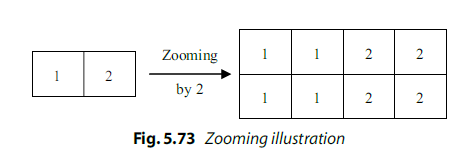 Zooming
by 2
1 2
1 1 2 2
1 1 2 2
Fig. 5.73 Zooming illustration